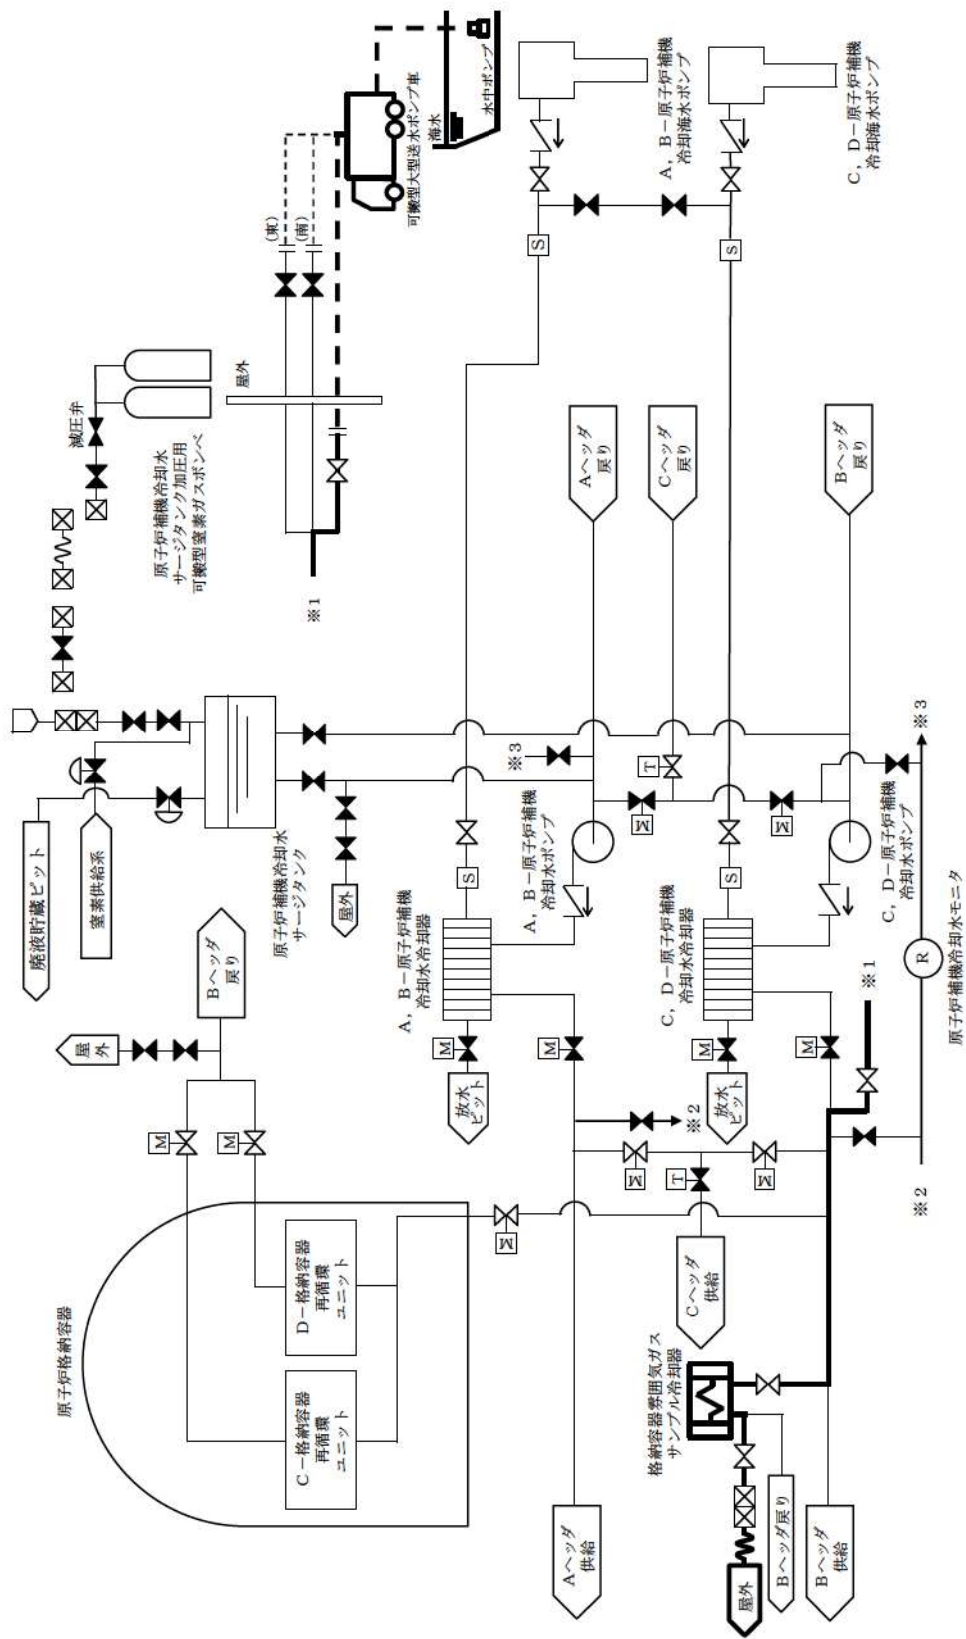 原子炉格納容器
C－格納容器
再循環
ユニット
D－格納容器
再循環
ユニット
M
M
屋外
Bヘッダ
戻り
廃液貯蔵ピット
窒素供給系
原子炉補機冷却水
サージタンク
屋外
減圧弁
原子炉補機冷却水
サージタンク加圧用
可搬型窒素ガスボンベ
屋外
※1
(東)
(南)
可搬型大型送水ポンプ車
海水
水中ポンプ
A，B－原子炉補機
冷却海水ポンプ
C，D－原子炉補機
冷却海水ポンプ
S
S
Aヘッダ
戻り
Cヘッダ
戻り
Bヘッダ
戻り
※3
T
M
M
A，B－原子炉補機
冷却水ポンプ
S
A，B－原子炉補機
冷却水冷却器
M
放水
ピット
M
C，D－原子炉補機
冷却水ポンプ
S
C，D－原子炉補機
冷却水冷却器
M
放水
ピット
M
※2
M
T
M
M
Cヘッダ
供給
Aヘッダ
供給
格納容器雰囲気ガス
サンプル冷却器
屋外
Bヘッダ戻り
Bヘッダ
供給
※1
※2
R
※3
原子炉補機冷却水モニタ